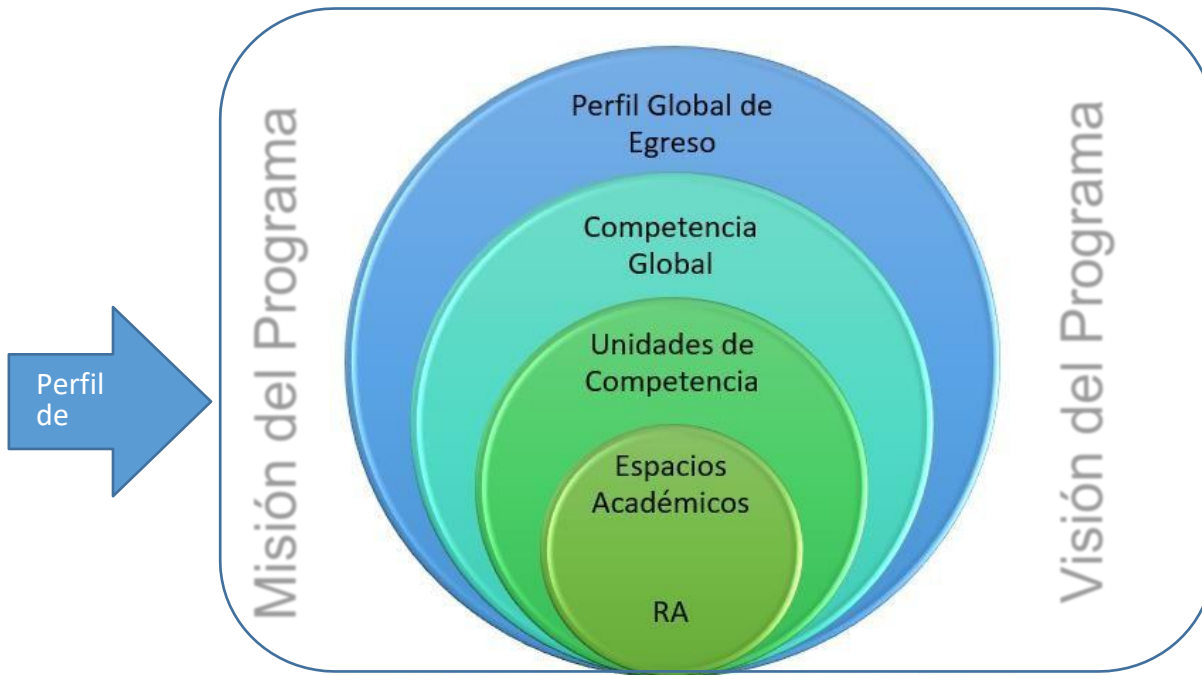 Perfil
de
Misión del Programa
Perfil Global de
Egreso
Competencia
Global
Unidades de
Competencia
Espacios
Académicos
RA
Visión del Programa